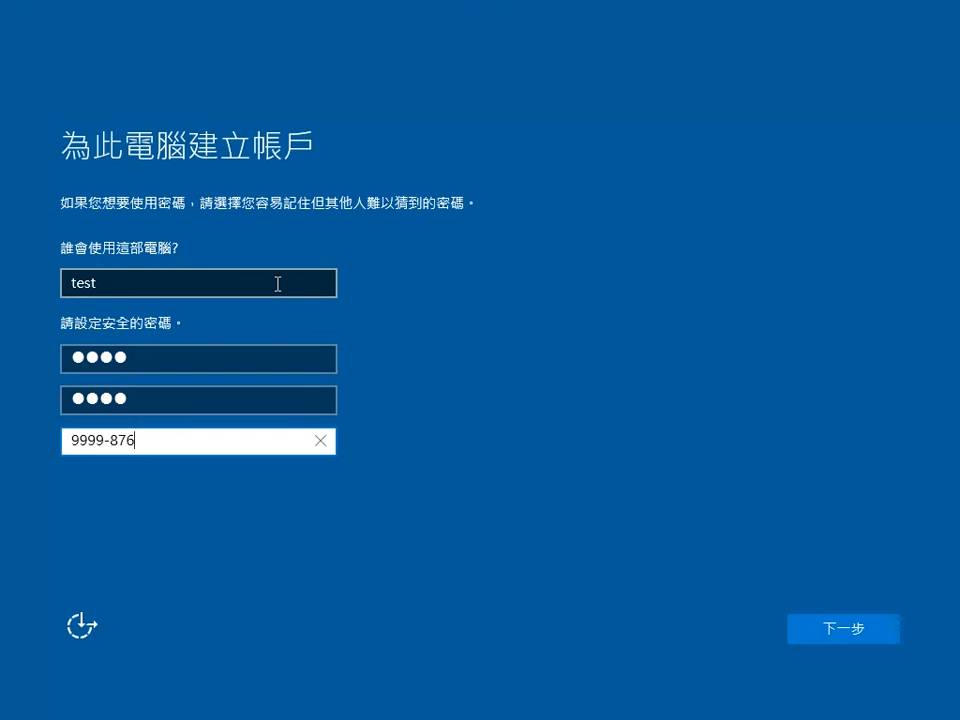 為此電腦建立帳戶
如果您想要使用密碼，請選擇您容易記住但其他人難以猜到的密碼。
誰會使用這部電腦?
test
請設定安全的密碼。
●●●●
●●●●
9999-876
下一步